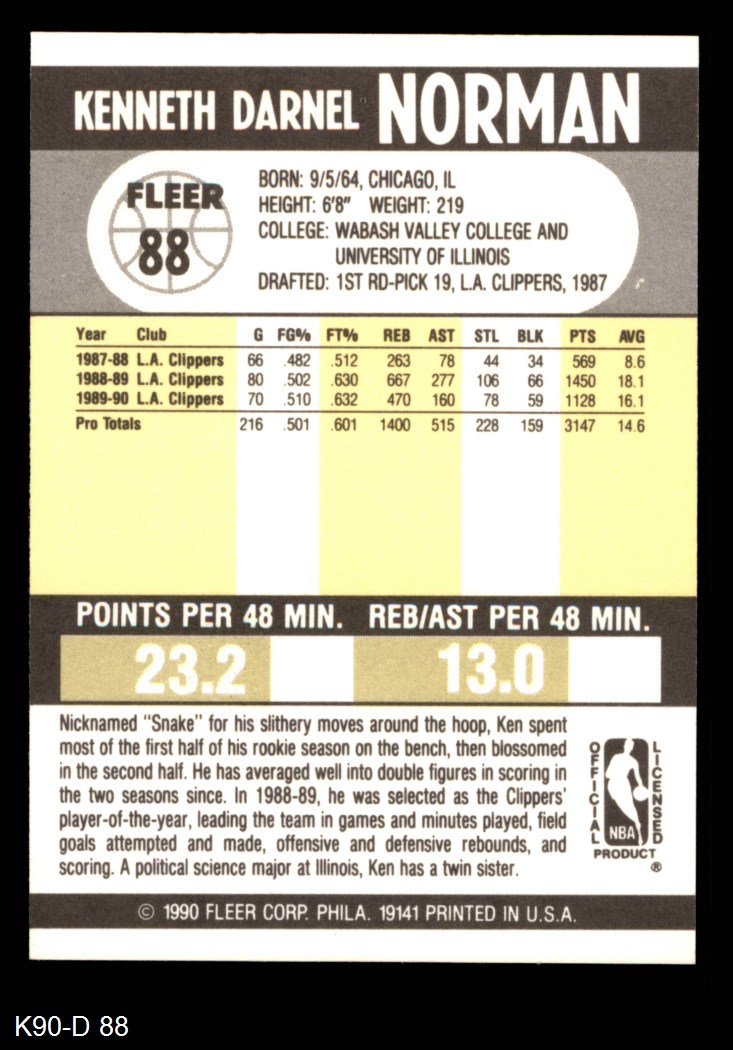 KENNETH DARNEL NORMAN
FLEER
88
BORN: 9/5/64, CHICAGO, IL
HEIGHT: 6'8" WEIGHT: 219
COLLEGE: WABASH VALLEY COLLEGE AND
UNIVERSITY OF ILLINOIS
DRAFTED: 1ST RD-PICK 19, L.A. CLIPPERS, 1987
Year Club G FG% FT% REB AST STL BLK PTS AVG
1987-88 L.A. Clippers 66 .482 .512 263 78 44 34 569 8.6
1988-89 L.A. Clippers 80 .502 .630 667 277 106 66 1450 18.1
1989-90 L.A. Clippers 70 .510 .632 470 160 78 59 1128 16.1
Pro Totals 216 .501 .601 1400 515 228 159 3147 14.6
POINTS PER 48 MIN. REB/AST PER 48 MIN.
23.2 13.0
Nicknamed "Snake" for his slithery moves around the hoop, Ken spent
most of the first half of his rookie season on the bench, then blossomed
in the second half. He has averaged well into double figures in scoring in
the two seasons since. In 1988-89, he was selected as the Clippers'
player-of-the-year, leading the team in games and minutes played, field
goals attempted and made, offensive and defensive rebounds, and
scoring. A political science major at Illinois, Ken has a twin sister.
OFFICIAL
NBA
LICENSED
PRODUCT
®
© 1990 FLEER CORP. PHILA. 19141 PRINTED IN U.S.A.
K90-D 88